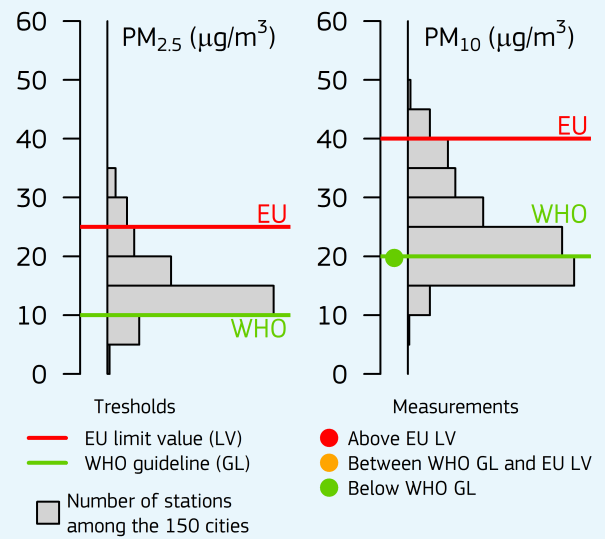 PM2.5 (μg/m³)
60
50
40
30
20
10
0
EU
WHO
PM10 (μg/m³)
60
50
40
30
20
10
0
EU
WHO
Tresholds
EU limit value (LV)
WHO guideline (GL)
Number of stations
among the 150 cities
Measurements
Above EU LV
Between WHO GL and EU LV
Below WHO GL